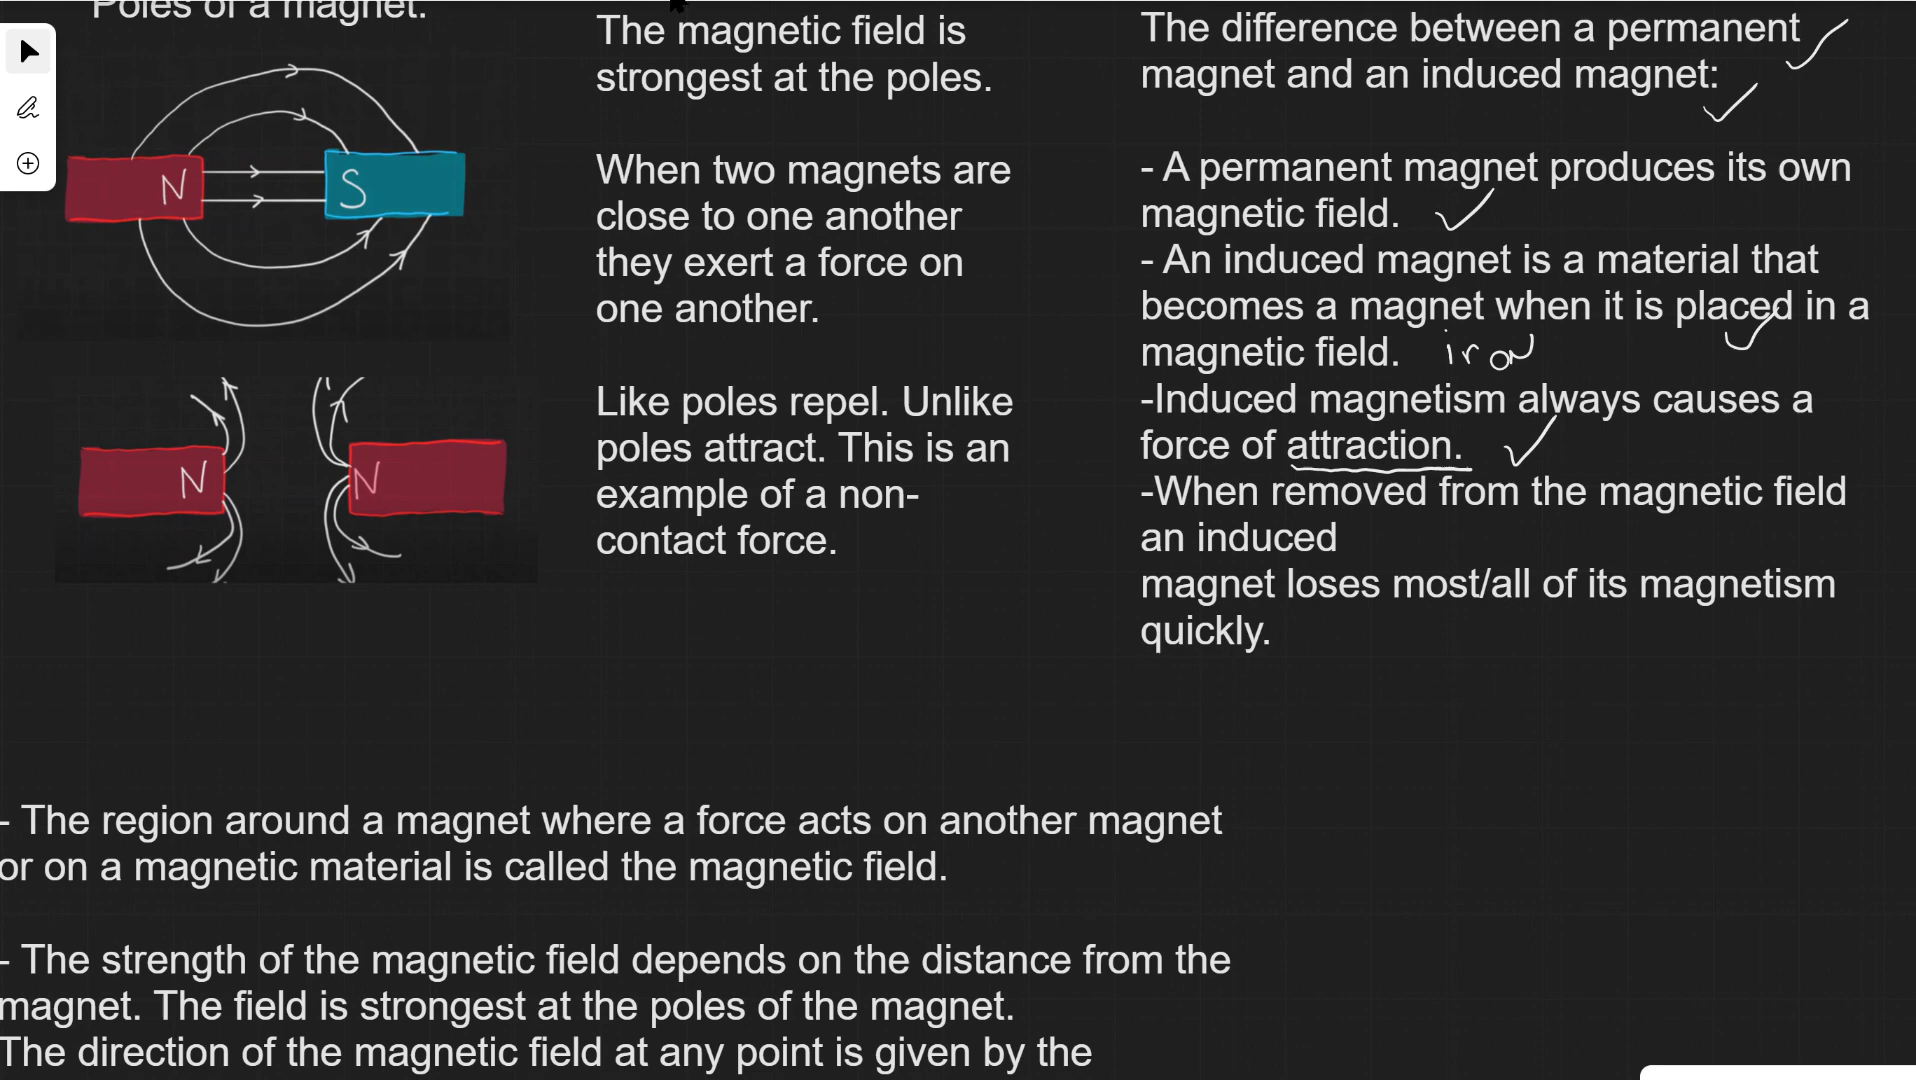 Poles of a magnet.
N
S
N
N
The magnetic field is
strongest at the poles.
When two magnets are
close to one another
they exert a force on
one another.
Like poles repel. Unlike
poles attract. This is an
example of a non-
contact force.
The difference between a permanent
magnet and an induced magnet:
- A permanent magnet produces its own
magnetic field.
- An induced magnet is a material that
becomes a magnet when it is placed in a
magnetic field. iron
-Induced magnetism always causes a
force of attraction.
-When removed from the magnetic field
an induced
magnet loses most/all of its magnetism
quickly.
- The region around a magnet where a force acts on another magnet
or on a magnetic material is called the magnetic field.
- The strength of the magnetic field depends on the distance from the
magnet. The field is strongest at the poles of the magnet.
The direction of the magnetic field at any point is given by the